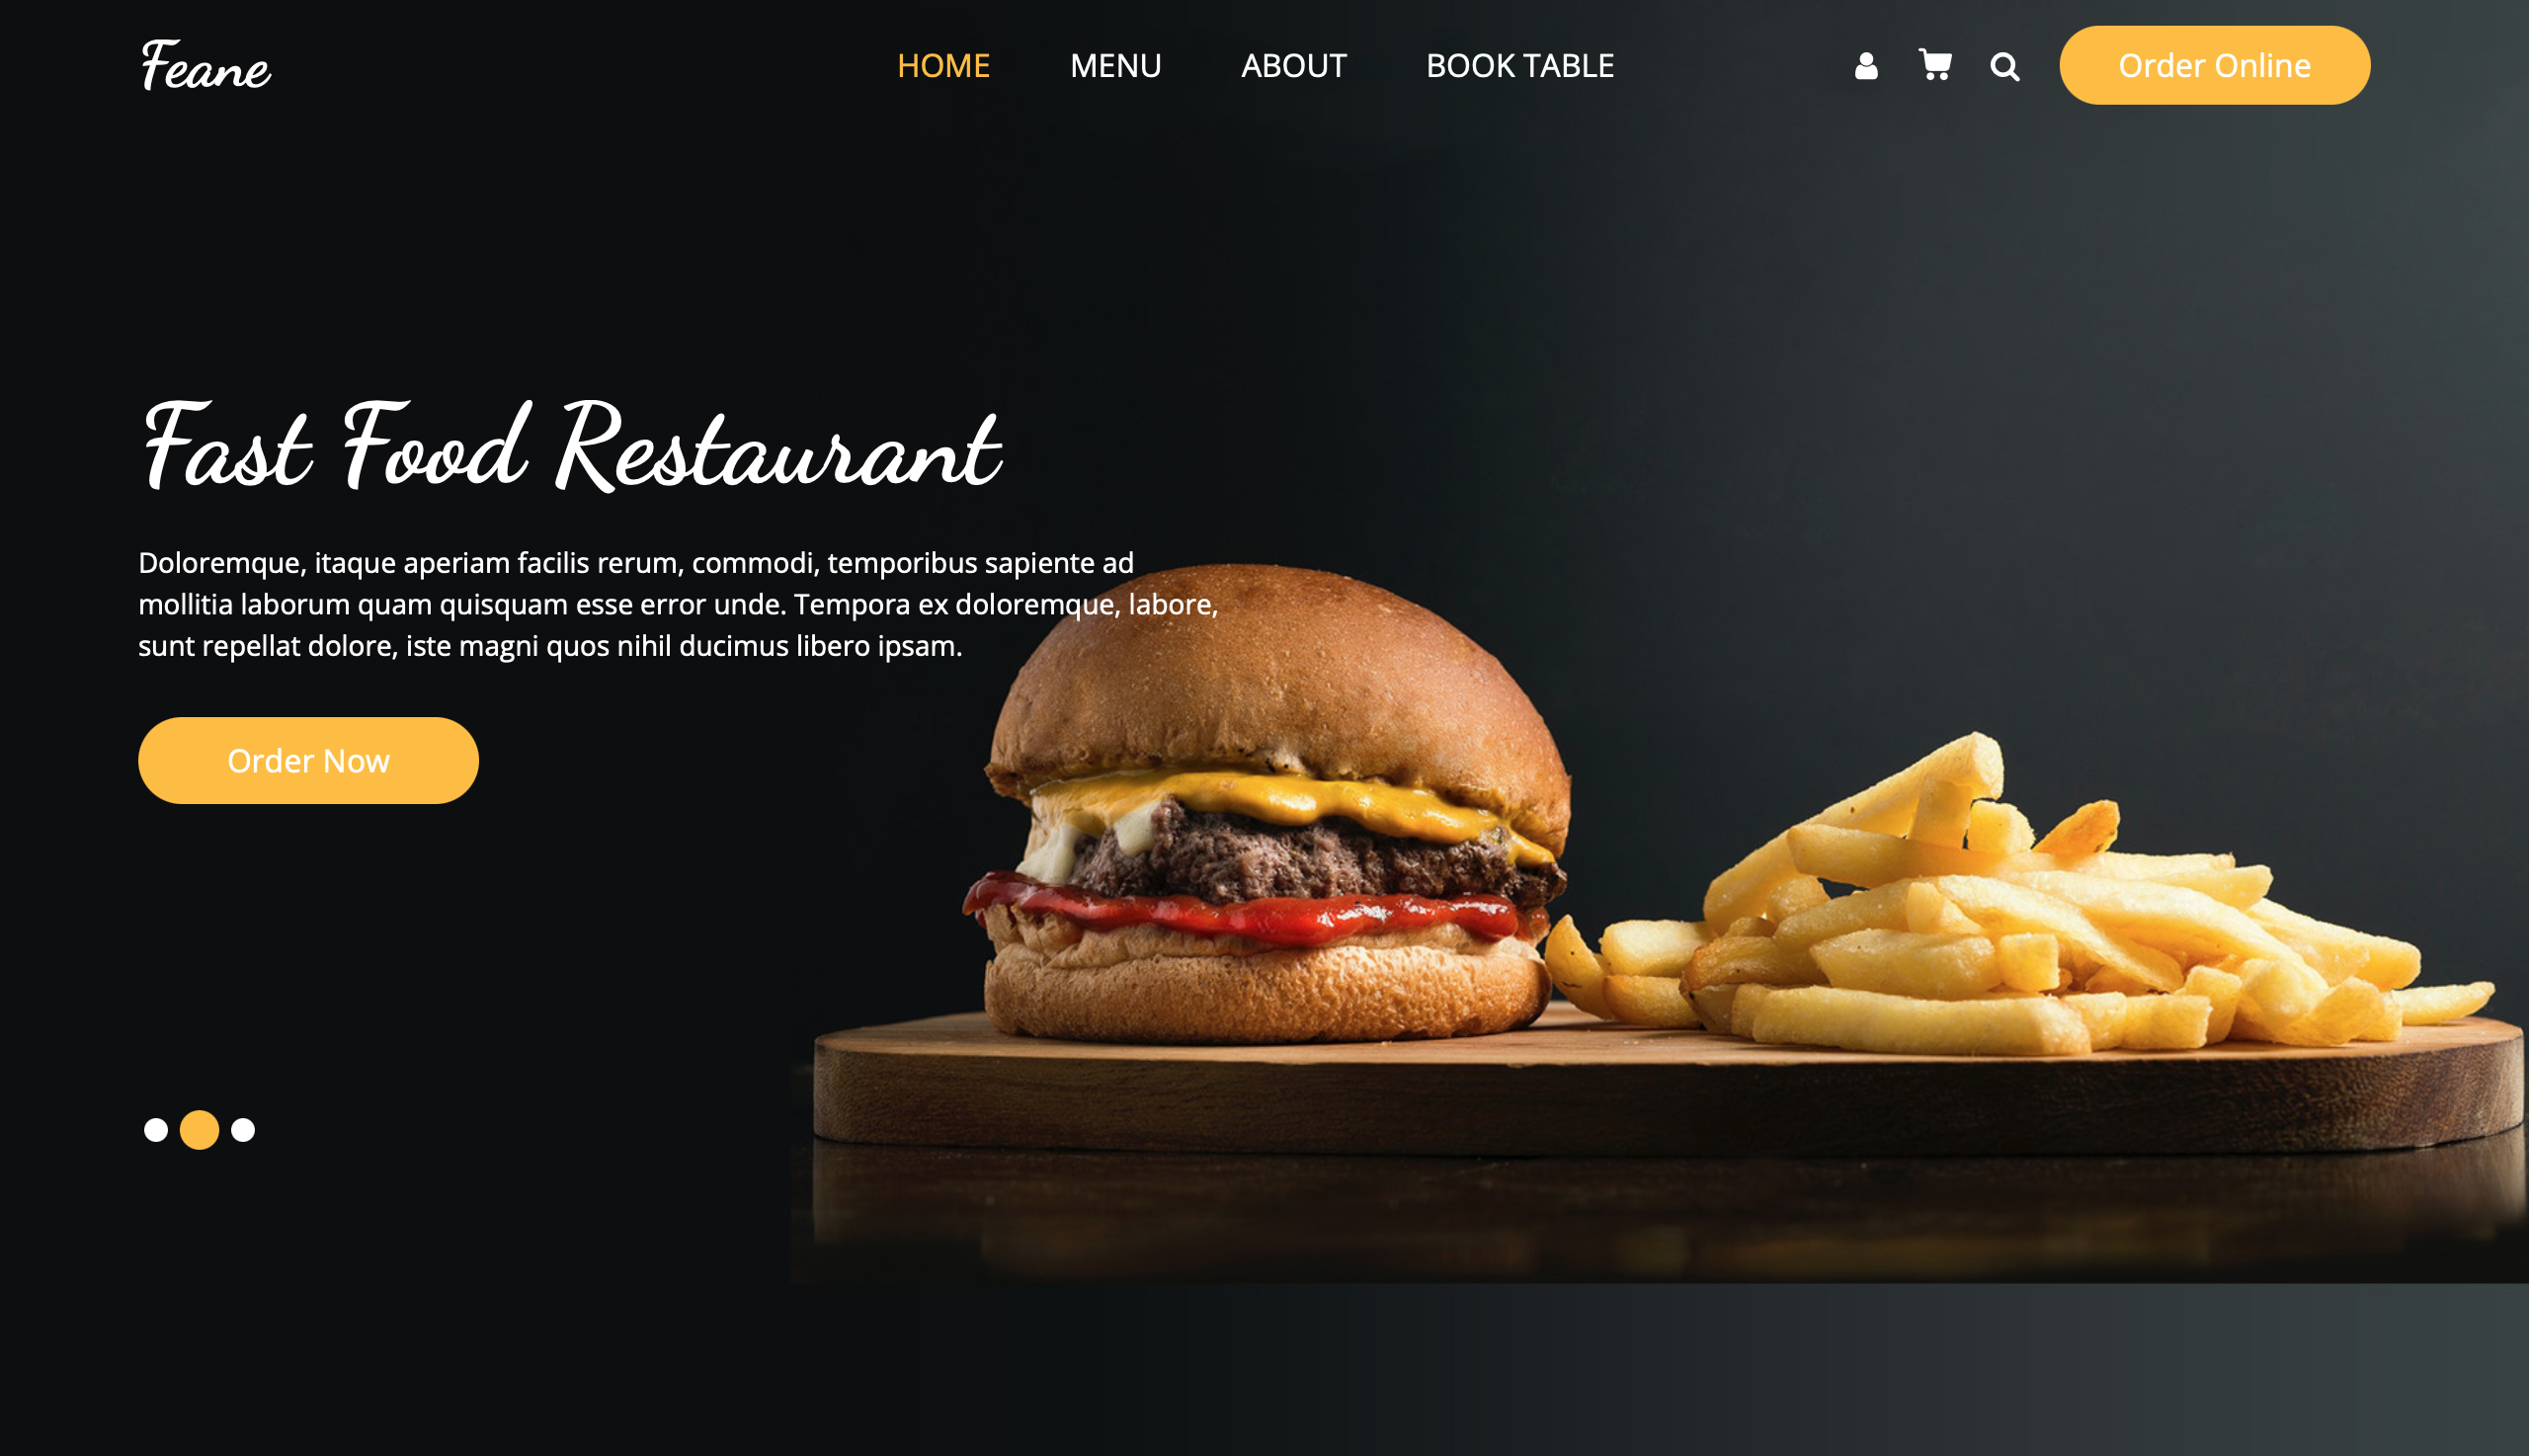 Feane
HOME MENU ABOUT BOOK TABLE Order Online
Fast Food Restaurant
Doloremque, itaque aperiam facilis rerum, commodi, temporibus sapiente ad
mollitia laborum quam quisquam esse error unde. Tempora ex doloremque, labore,
sunt repellat dolore, iste magni quos nihil ducimus libero ipsam.
Order Now